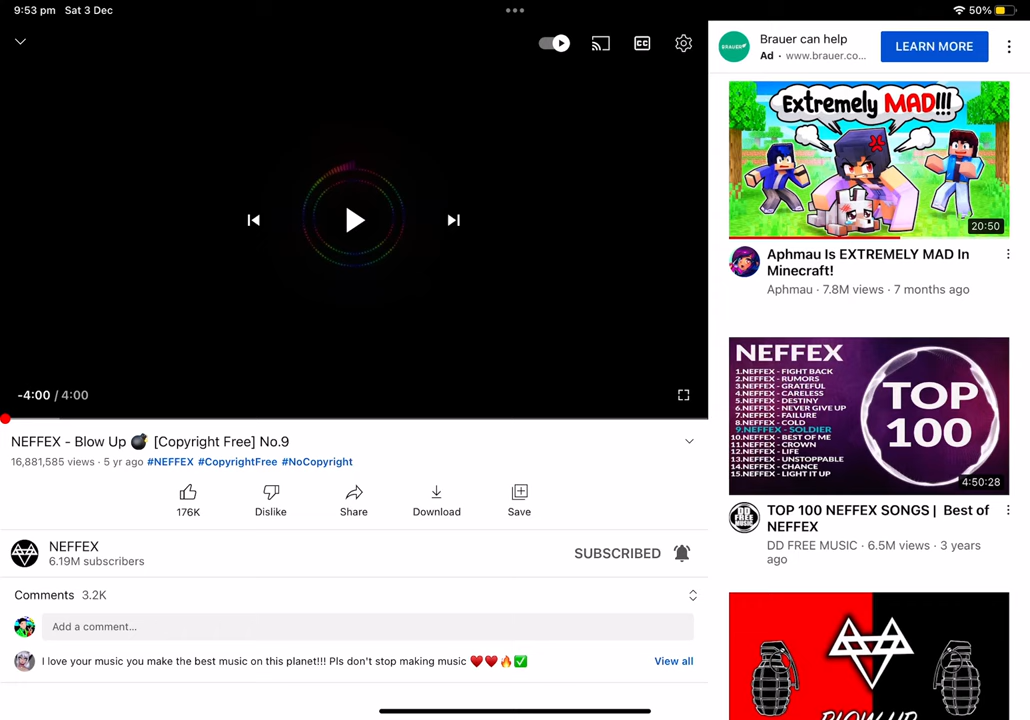 9:53 pm Sat 3 Dec
50%
CC
-4:00 / 4:00
NEFFEX - Blow Up 💣 [Copyright Free] No.9
16,881,585 views · 5 yr ago #NEFFEX #CopyrightFree #NoCopyright
176K
Dislike
Share
Download
Save
NEFFEX
6.19M subscribers
SUBSCRIBED
Comments 3.2K
Add a comment...
I love your music you make the best music on this planet!!! Pls don't stop making music ❤️❤️🔥✅
View all
BRAUER
Brauer can help
Ad · www.brauer.co...
LEARN MORE
Extremely MAD!!!
20:50
Aphmau Is EXTREMELY MAD In
Minecraft!
Aphmau · 7.8M views · 7 months ago
NEFFEX
1.NEFFEX - FIGHT BACK
2.NEFFEX - RUMORS
3.NEFFEX - GRATEFUL
4.NEFFEX - CARELESS
5.NEFFEX - DESTINY
6.NEFFEX - NEVER GIVE UP
7.NEFFEX - FAILURE
8.NEFFEX - COLD
9.NEFFEX - SOLDIER
10.NEFFEX - BEST OF ME
11.NEFFEX - CROWN
12.NEFFEX - LIFE
13.NEFFEX - UNSTOPPABLE
14.NEFFEX - CHANCE
15.NEFFEX - LIGHT IT UP
TOP
100
4:50:28
DD
FREE
MUSIC
TOP 100 NEFFEX SONGS | Best of
NEFFEX
DD FREE MUSIC · 6.5M views · 3 years
ago
BLOW UP